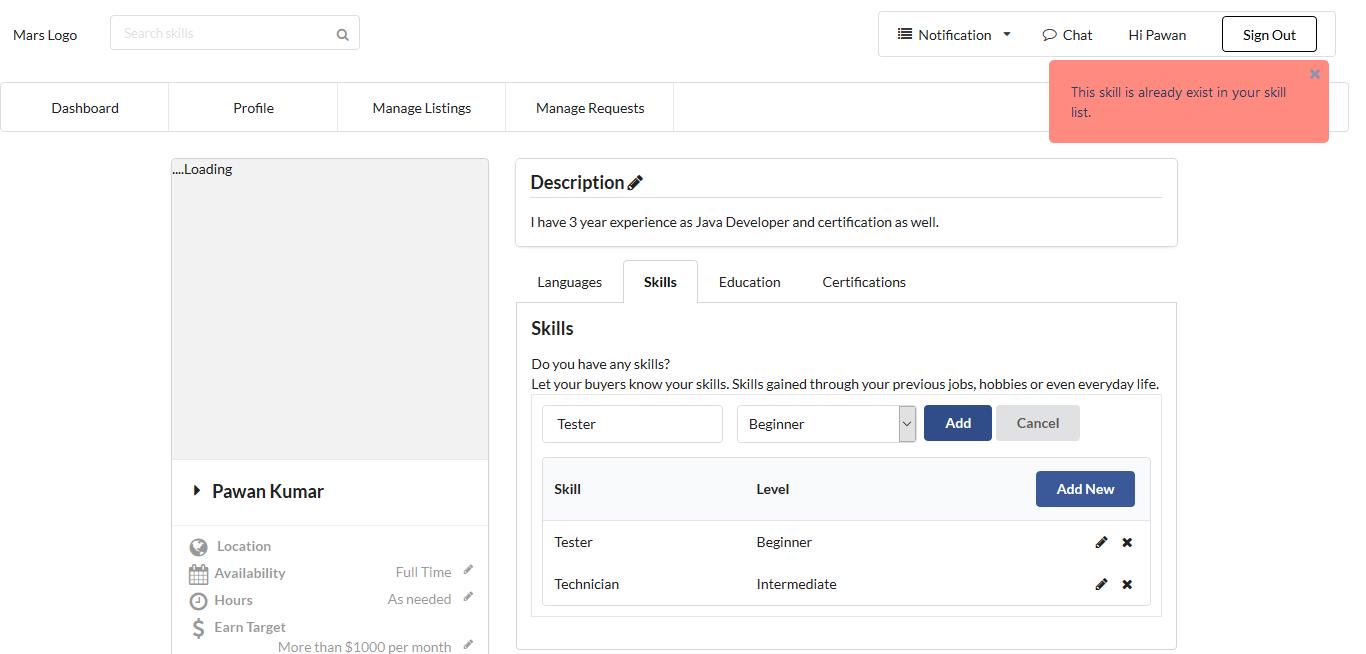 Mars Logo
Search skills
Notification
Chat
Hi Pawan
Sign Out
This skill is already exist in your skill
list.
Dashboard
Profile
Manage Listings
Manage Requests
....Loading
Pawan Kumar
Location
Availability
Full Time
Hours
As needed
Earn Target
More than $1000 per month
Description
I have 3 year experience as Java Developer and certification as well.
Languages
Skills
Education
Certifications
Skills
Do you have any skills?
Let your buyers know your skills. Skills gained through your previous jobs, hobbies or even everyday life.
Tester
Beginner
Add
Cancel
Skill
Level
Add New
Tester
Beginner
Technician
Intermediate